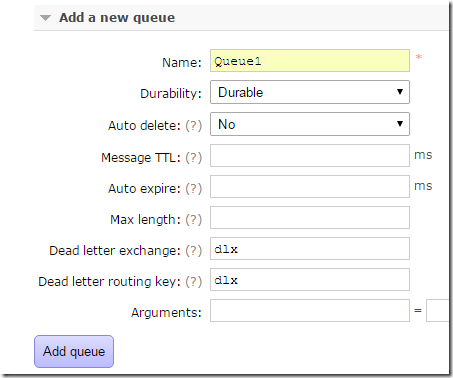 Add a new queue
Name: Queue1 *
Durability: Durable
Auto delete: (?) No
Message TTL: (?) ms
Auto expire: (?) ms
Max length: (?)
Dead letter exchange: (?) dlx
Dead letter routing key: (?) dlx
Arguments: =
Add queue